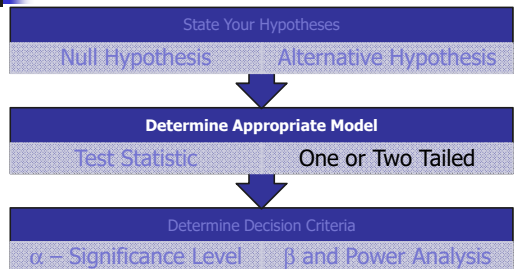 State Your Hypotheses
Null Hypothesis Alternative Hypothesis
Determine Appropriate Model
Test Statistic One or Two Tailed
Determine Decision Criteria
α – Significance Level β and Power Analysis